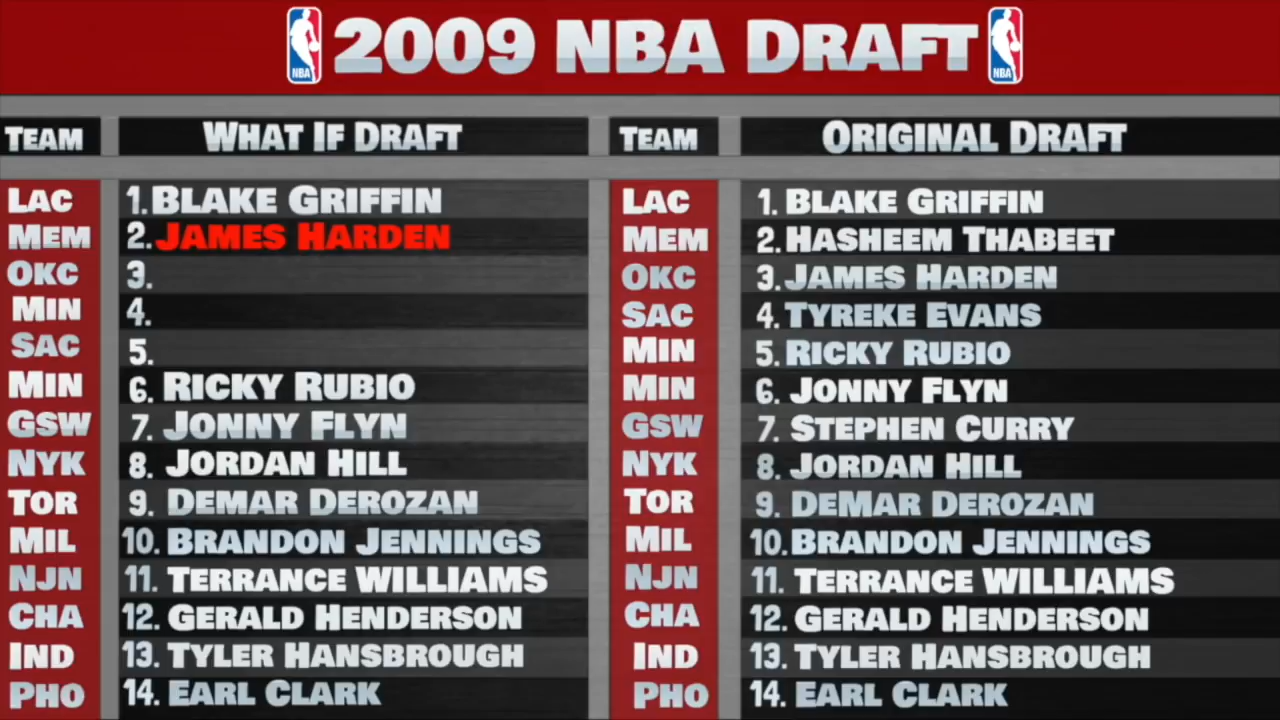 NBA 2009 NBA DRAFT NBA
TEAM WHAT IF DRAFT TEAM ORIGINAL DRAFT
LAC 1. BLAKE GRIFFIN LAC 1. BLAKE GRIFFIN
MEM 2. JAMES HARDEN MEM 2. HASHEEM THABEET
OKC 3. OKC 3. JAMES HARDEN
MIN 4. SAC 4. TYREKE EVANS
SAC 5. MIN 5. RICKY RUBIO
MIN 6. RICKY RUBIO MIN 6. JONNY FLYN
GSW 7. JONNY FLYN GSW 7. STEPHEN CURRY
NYK 8. JORDAN HILL NYK 8. JORDAN HILL
TOR 9. DEMAR DEROZAN TOR 9. DEMAR DEROZAN
MIL 10. BRANDON JENNINGS MIL 10. BRANDON JENNINGS
NJN 11. TERRANCE WILLIAMS NJN 11. TERRANCE WILLIAMS
CHA 12. GERALD HENDERSON CHA 12. GERALD HENDERSON
IND 13. TYLER HANSBROUGH IND 13. TYLER HANSBROUGH
PHO 14. EARL CLARK PHO 14. EARL CLARK